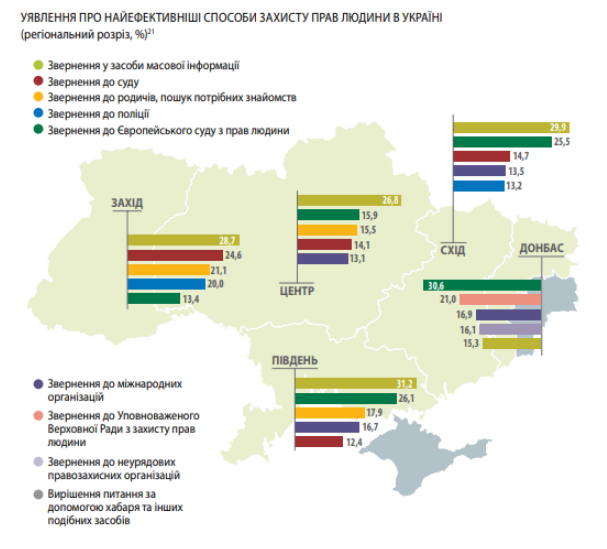 УЯВЛЕННЯ ПРО НАЙЕФЕКТИВНІШІ СПОСОБИ ЗАХИСТУ ПРАВ ЛЮДИНИ В УКРАЇНІ
(регіональний розріз, %)²¹
Звернення у засоби масової інформації
Звернення до суду
Звернення до родичів, пошук потрібних знайомств
Звернення до поліції
Звернення до Європейського суду з прав людини
29,9
25,5
14,7
13,5
13,2
СХІД
ЗАХІД
28,7
24,6
21,1
20,0
13,4
26,8
15,9
15,5
14,1
13,1
ЦЕНТР
ДОНБАС
30,6
21,0
16,9
16,1
15,3
ПІВДЕНЬ
31,2
26,1
17,9
16,7
12,4
Звернення до міжнародних
організацій
Звернення до Уповноваженого
Верховної Ради з захисту прав
людини
Звернення до неурядових
правозахисних організацій
Вирішення питання за
допомогою хабаря та інших
подібних засобів